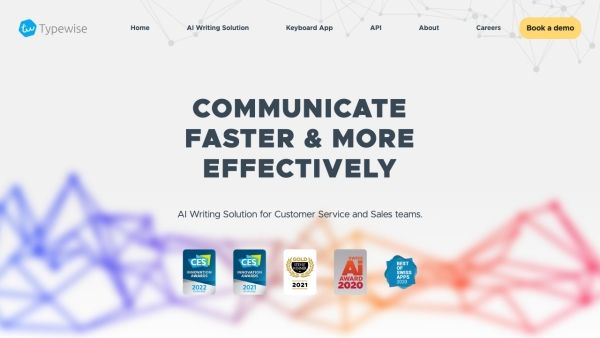 Typewise
Home
AI Writing Solution
Keyboard App
API
About
Careers
Book a demo
COMMUNICATE
FASTER & MORE
EFFECTIVELY
AI Writing Solution for Customer Service and Sales teams.
CES
INNOVATION
AWARDS
2022
CES
INNOVATION
AWARDS
2021
GOLD
2021
SWISS
Ai
AWARD
2020
BEST
OF
SWISS
APPS
2020